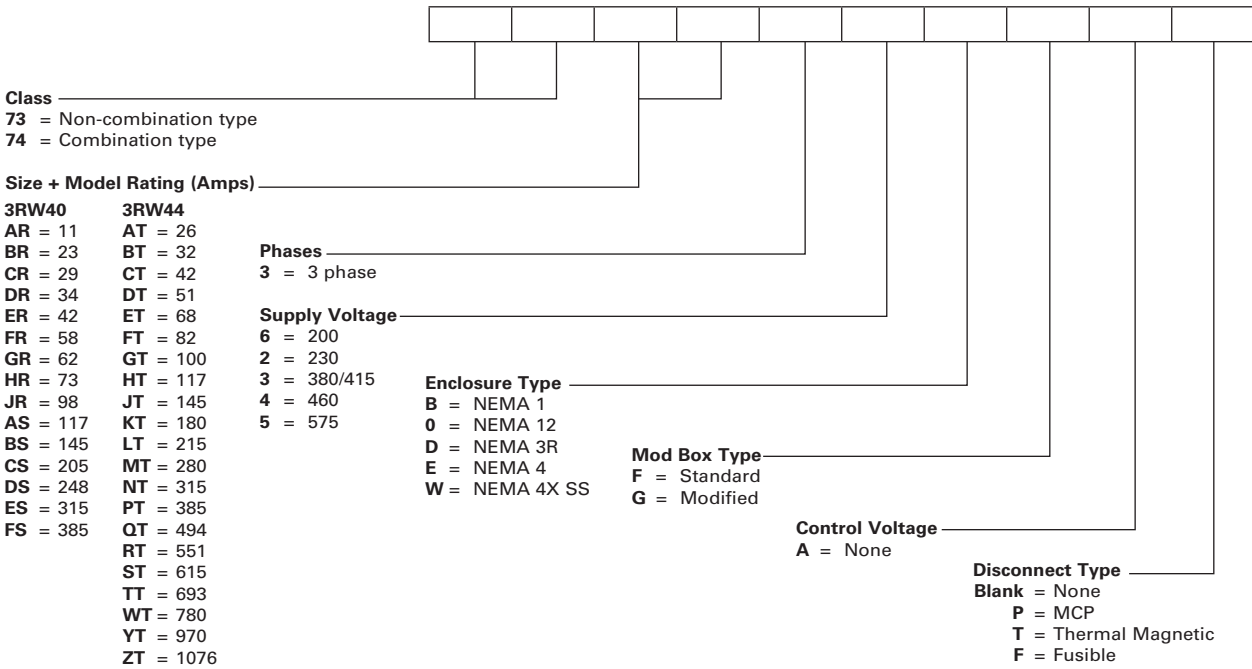 Class
73 = Non-combination type
74 = Combination type
Size + Model Rating (Amps)
3RW40
AR = 11
BR = 23
CR = 29
DR = 34
ER = 42
FR = 58
GR = 62
HR = 73
JR = 98
AS = 117
BS = 145
CS = 205
DS = 248
ES = 315
FS = 385
3RW44
AT = 26
BT = 32
CT = 42
DT = 51
ET = 68
FT = 82
GT = 100
HT = 117
JT = 145
KT = 180
LT = 215
MT = 280
NT = 315
PT = 385
QT = 494
RT = 551
ST = 615
TT = 693
WT = 780
YT = 970
ZT = 1076
Phases
3 = 3 phase
Supply Voltage
6 = 200
2 = 230
3 = 380/415
4 = 460
5 = 575
Enclosure Type
B = NEMA 1
0 = NEMA 12
D = NEMA 3R
E = NEMA 4
W = NEMA 4X SS
Mod Box Type
F = Standard
G = Modified
Control Voltage
A = None
Disconnect Type
Blank = None
P = MCP
T = Thermal Magnetic
F = Fusible